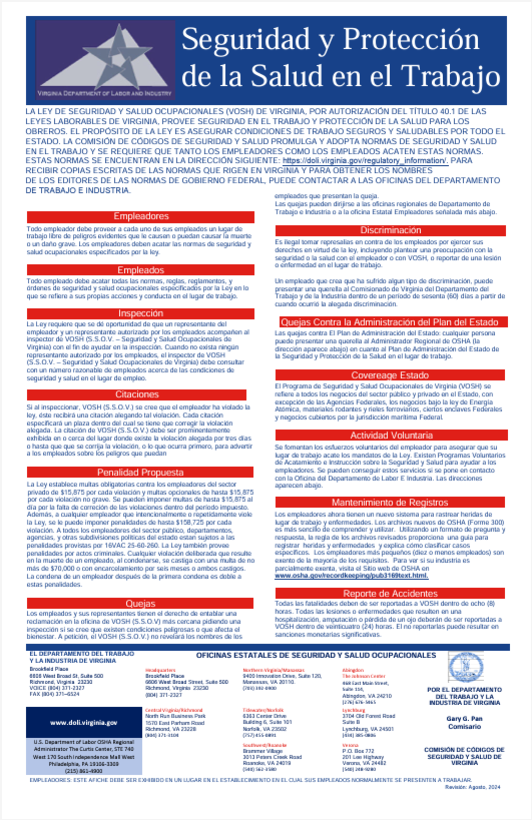 VIRGINIA DEPARTMENT OF LABOR AND INDUSTRY
Seguridad y Protección
de la Salud en el Trabajo
LA LEY DE SEGURIDAD Y SALUD OCUPACIONALES (VOSH) DE VIRGINIA, POR AUTORIZACIÓN DEL TÍTULO 40.1 DE LAS
LEYES LABORABLES DE VIRGINIA, PROVEE SEGURIDAD EN EL TRABAJO Y PROTECCIÓN DE LA SALUD PARA LOS
OBREROS. EL PROPÓSITO DE LA LEY ES ASEGURAR CONDICIONES DE TRABAJO SEGUROS Y SALUDABLES POR TODO EL
ESTADO. LA COMISIÓN DE CÓDIGOS DE SEGURIDAD Y SALUD PROMULGA Y ADOPTA NORMAS DE SEGURIDAD Y SALUD
EN EL TRABAJO Y SE REQUIERE QUE TANTO LOS EMPLEADORES COMO LOS EMPLEADOS ACATEN ESTAS NORMAS.
ESTAS NORMAS SE ENCUENTRAN EN LA DIRECCIÓN SIGUIENTE: https://doli.virginia.gov/regulatory_information/. PARA
RECIBIR COPIAS ESCRITAS DE LAS NORMAS QUE RIGEN EN VIRGINIA Y PARA OBTENER LOS NOMBRES
DE LOS EDITORES DE LAS NORMAS DE GOBIERNO FEDERAL, PUEDE CONTACTAR A LAS OFICINAS DEL DEPARTAMENTO
DE TRABAJO E INDUSTRIA.
Empleadores
Todo empleador debe proveer a cada uno de sus empleados un lugar de
trabajo libre de peligros evidentes que le causan o puedan causar la muerte
o un daño grave. Los empleadores deben acatar las normas de seguridad y
salud ocupacionales especificados por la ley.
Empleados
Todo empleado debe acatar todas las normas, reglas, reglamentos, y
órdenes de seguridad y salud ocupacionales especificados por la Ley en lo
que se refiere a sus propias acciones y conducta en el lugar de trabajo.
Inspección
La Ley requiere que se dé oportunidad de que un representante del
empleador y un representante autorizado por los empleados acompañen al
inspector de VOSH (S.S.O.V. – Seguridad y Salud Ocupacionales de
Virginia) con el fin de ayudar en la inspección. Cuando no exista ningún
representante autorizado por los empleados, el inspector de VOSH
(S.S.O.V. – Seguridad y Salud Ocupacionales de Virginia) debe consultar
con un número razonable de empleados acerca de las condiciones de
seguridad y salud en el lugar de empleo.
Citaciones
Si al inspeccionar, VOSH (S.S.O.V.) se cree que el empleador ha violado la
ley, éste recibirá una citación alegando tal violación. Cada citación
especificará un plaza dentro del cual se tiene que corregir la violación
alegada. La citación de VOSH (S.S.O.V.) debe ser prominentemente
exhibida en o cerca del lugar donde existe la violación alegada por tres días
o hasta que que se corrija la violación, o lo que ocurra primero, para advertir
a los empleados sobre los peligros que puedan
Penalidad Propuesta
La Ley establece multas obligatorias contra los empleadores del sector
privado de $15,875 por cada violación y multas opcionales de hasta $15,875
por cada violación no grave. Se pueden imponer multas de hasta $15,875 al
día por la falta de corrección de las violaciones dentro del período impuesto.
Además, a cualquier empleador que intencionalmente o repetidamente viole
la Ley, se le puede imponer penalidades de hasta $158,725 por cada
violación. A todos los empleadores del sector público, departamentos,
agencias, y otras subdivisiones políticas del estado estan sujetos a las
penalidades provistas por 16VAC 25-60-260. La Ley también provee
penalidades por actos criminales. Cualquier violación deliberada que resulte
en la muerte de un empleado, al condenarse, se castiga con una multa de no
más de $70,000 o con encarcelamiento por seis meses o ambos castigos.
La condena de un empleador después de la primera condena es doble a
estas penalidades.
Quejas
Los empleados y sus representantes tienen el derecho de entablar una
reclamación en la oficina de VOSH (S.S.O.V) más cercana pidiendo una
inspección si se cree que existen condiciones peligrosas o que afecta el
bienestar. A petición, el VOSH (S.S.O.V.) no revelará los nombres de los
empleados que presentan la queja.
Las quejas pueden dirigirse a las oficinas regionales de Departamento de
Trabajo e Industria o a la oficina Estatal Empleadores señalada más abajo.
Discriminación
Es ilegal tomar represalias en contra de los empleados por ejercer sus
derechos en virtud de la ley, incluyendo plantear una preocupación con la
seguridad o la salud con el empleador o con VOSH, o reportar de una lesión
o enfermedad en el lugar de trabajo.
Un empleado que crea que ha sufrido algun tipo de discriminación, puede
presentar una querella al Comisionado de Virginia del Departamento del
Trabajo y de la Industria dentro de un periodo de sesenta (60) días a partir de
cuando ocurrió la alegada discriminación.
Quejas Contra la Administración del Plan del Estado
Las quejas contra El Plan de Administración del Estado: cualquier persona
puede presentar una querella al Administrador Regional de OSHA (la
dirección aparece abajo) en cuanto al Plan de Administración del Estado de
la Seguridad y Protección de la Salud en el lugar de trabajo.
Covereage Estado
El Programa de Seguridad y Salud Ocupacionales de Virginia (VOSH) se
refiere a todos los negocios del sector público y privado en el Estado, con
excepción de las Agencias Federales, los negocios bajo la ley de Energía
Atómica, materiales rodantes y rieles ferroviarios, ciertos enclaves Federales
y negocios cubiertos por la jurisdicción marítima Federal.
Actividad Voluntaria
Se fomentan los esfuerzos voluntarios del empleador para asegurar que su
lugar de trabajo acate los mandatos de la Ley. Existen Programas Voluntarios
de Acatamiento e Instrucción sobre la Seguridad y Salud para ayudar a los
empleadores. Se pueden conseguir estos servicios si se pone en contacto
con la Oficina del Departamento de Labor E Industria. Las direcciones
aparecen abajo.
Mantenimiento de Registros
Los empleadores ahora tienen un nuevo sistema para rastrear heridas de
lugar de trabajo y enfermedades. Los archivos nuevos de OSHA (Forma 300)
es más sencillo de comprender y utilizar. Utilizando un formato de pregunta y
respuesta, la regla de los archivos revisados proporciona una guía para
registrar heridas y enfermedades y explica cómo clasificar casos
específicos. Los empleadores más pequeños (diez o menos empleados) son
exento de la mayoría de los requisitos. Para ver si su industria es
parcialmente exenta, visita el Sitio web de OSHA en
www.osha.gov/recordkeeping/pub3169text.html.
Reporte de Accidentes
Todas las fatalidades deben de ser reportadas a VOSH dentro de ocho (8)
horas. Todas las lesiones o enfermedades que resulten en una
hospitalización, amputación o pérdida de un ojo deberán de ser reportadas a
VOSH dentro de veinticuatro (24) horas. El no reportarlas puede resultar en
sanciones monetarias significativas.
EL DEPARTAMENTO DEL TRABAJO
Y LA INDUSTRIA DE VIRGINIA
Brookfield Place
6606 West Broad St. Suite 500
Richmond, Virginia 23230
VOICE (804) 371-2327
FAX (804) 371-6524
www.doli.virginia.gov
U.S. Department of Labor OSHA Regional
Administrator The Curtis Center, STE 740
West 170 South Independence Mall West
Philadelphia, PA 19106-3309
(215) 861-4900
OFICINAS ESTATALES DE SEGURIDAD Y SALUD OCUPACIONALES
Headquarters
Brookfield Place
6606 West Broad Street, Suite 500
Richmond, Virginia 23230
(804) 371-2327
Central Virginia/Richmond
North Run Business Park
1570 East Parham Road
Richmond, Virginia 23228
(804) 371-3104
Northern Virginia/Manassas
9400 Innovation Drive, Suite 120,
Manassas, VA 20110.
(703) 392-0900
Tidewater/Norfolk
6363 Center Drive
Building 6, Suite 101
Norfolk, VA 23502
(757) 455-0891
Southwest/Roanoke
Brammer Village
3013 Peters Creek Road
Roanoke, VA 24019
(540) 562-3580
Abingdon
The Johnson Center
468 East Main Street,
Suite 114,
Abingdon, VA 24210
(276) 676-5465
Lynchburg
3704 Old Forest Road
Suite B
Lynchburg, VA 24501
(434) 385-0806
Verona
P.O. Box 772
201 Lee Highway
Verona, VA 24482
(540) 248-9280
POR EL DEPARTAMENTO
DEL TRABAJO Y LA
INDUSTRIA DE VIRGINIA
Gary G. Pan
Comisario
COMISIÓN DE CÓDIGOS DE
SEGURIDAD Y SALUD DE
VIRGINIA
EMPLEADORES: ESTE AFICHE DEBE SER EXHIBIDO EN UN LUGAR EN EL ESTABLECIMIENTO EN EL CUAL SUS EMPLEADOS NORMALMENTE SE PRESENTEN A TRABAJAR.
Revisión: Agosto, 2024